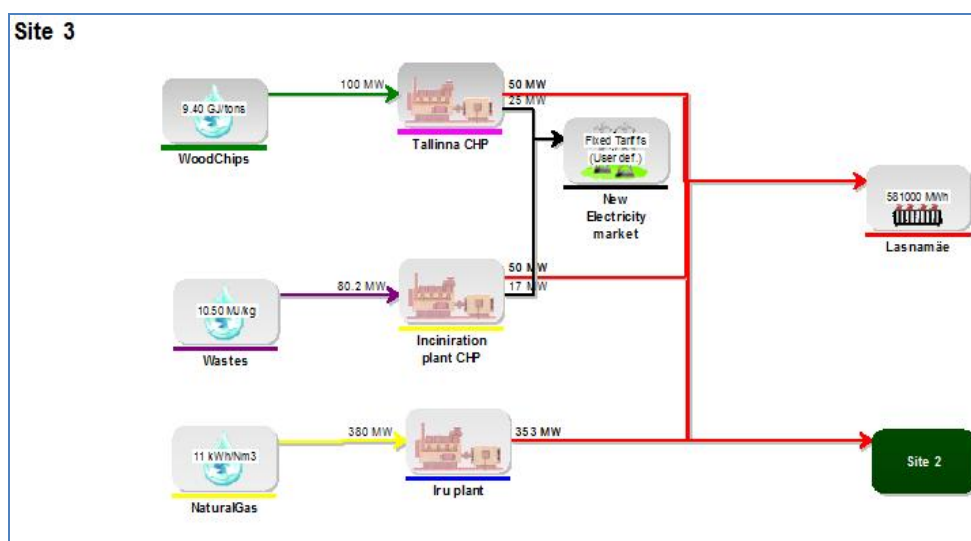 Site 3
100 MW
50 MW
25 MW
9.40 GJ/tons
WoodChips
Tallinna CHP
Fixed Tariffs
(User def.)
New
Electricity
market
581000 MWh
Lasnamäe
80.2 MW
50 MW
17 MW
10.50 MJ/kg
Wastes
Inciniration
plant CHP
380 MW
353 MW
11 kWh/Nm3
NaturalGas
Iru plant
Site 2